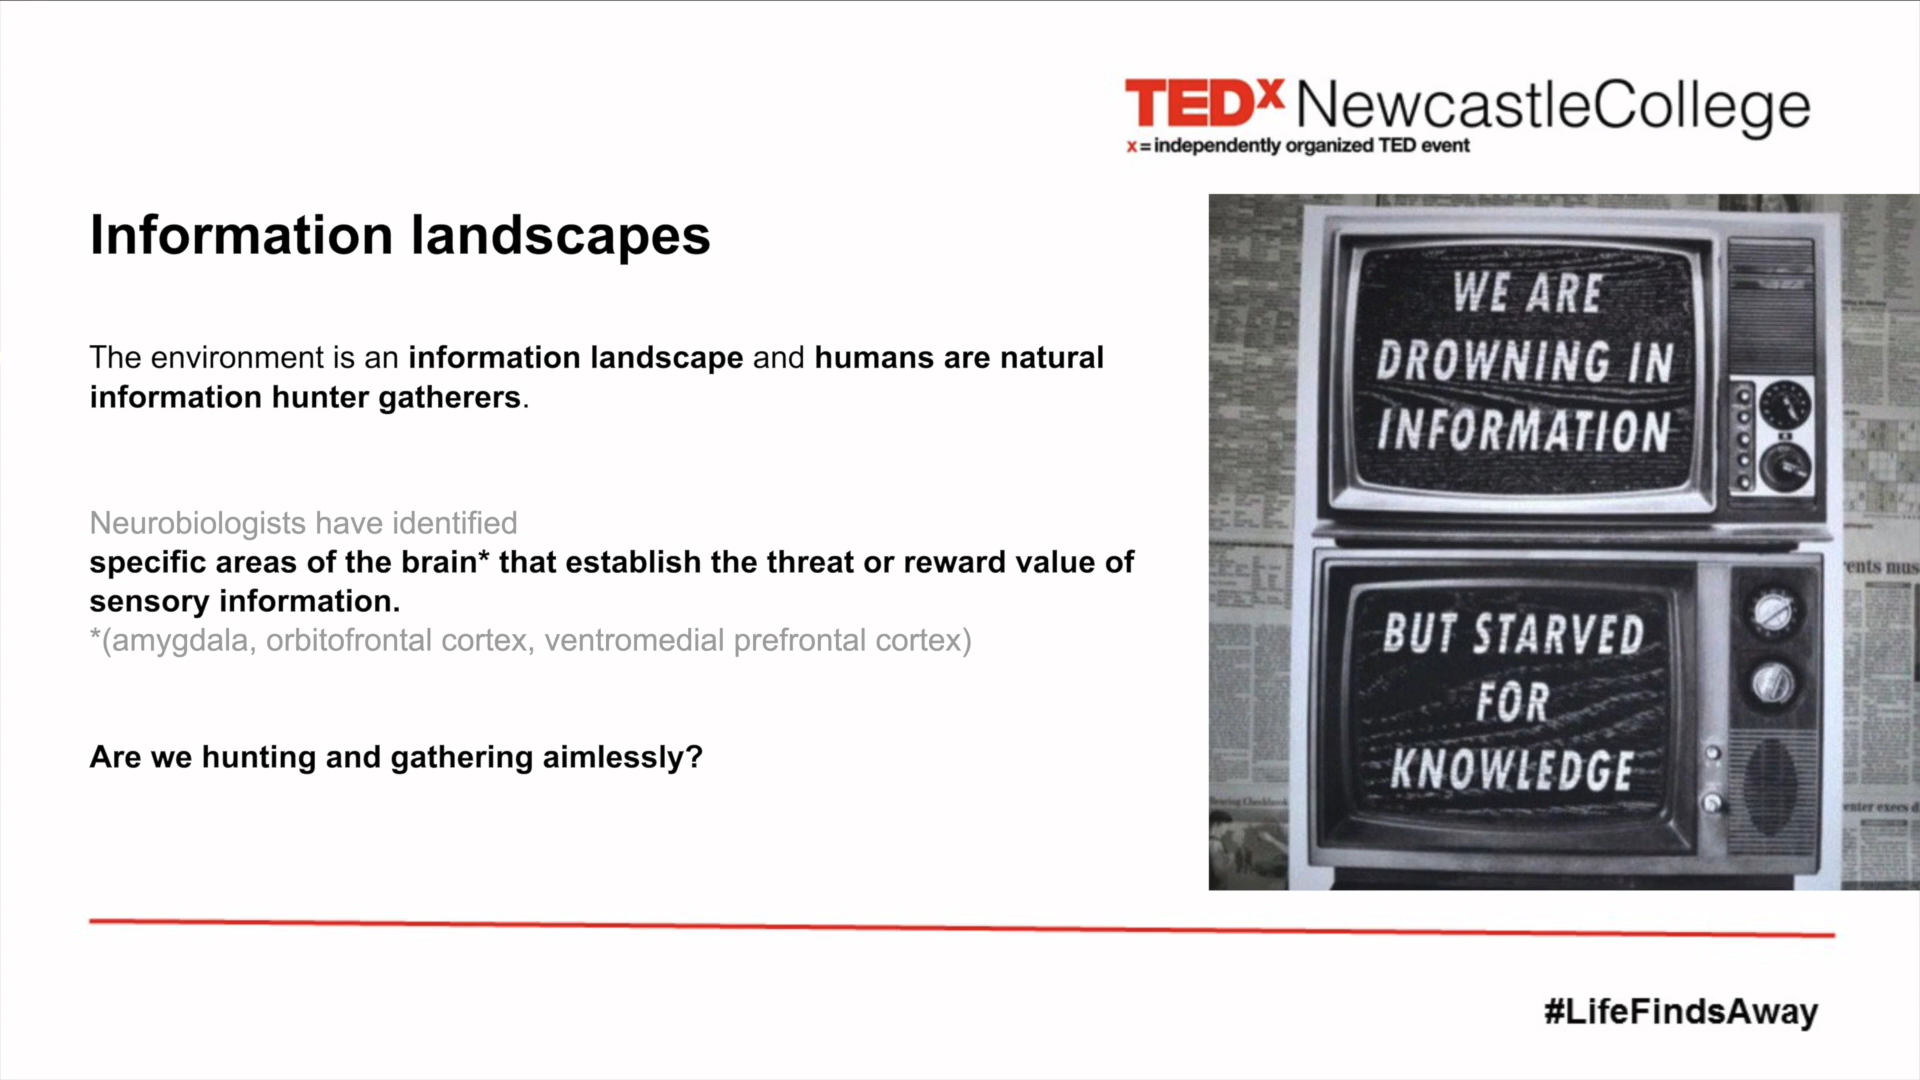 TEDx NewcastleCollege
x = independently organized TED event
Information landscapes
The environment is an information landscape and humans are natural
information hunter gatherers.
Neurobiologists have identified
specific areas of the brain* that establish the threat or reward value of
sensory information.
*(amygdala, orbitofrontal cortex, ventromedial prefrontal cortex)
Are we hunting and gathering aimlessly?
WE ARE
DROWNING IN
INFORMATION
BUT STARVED
FOR
KNOWLEDGE
#LifeFindsAway